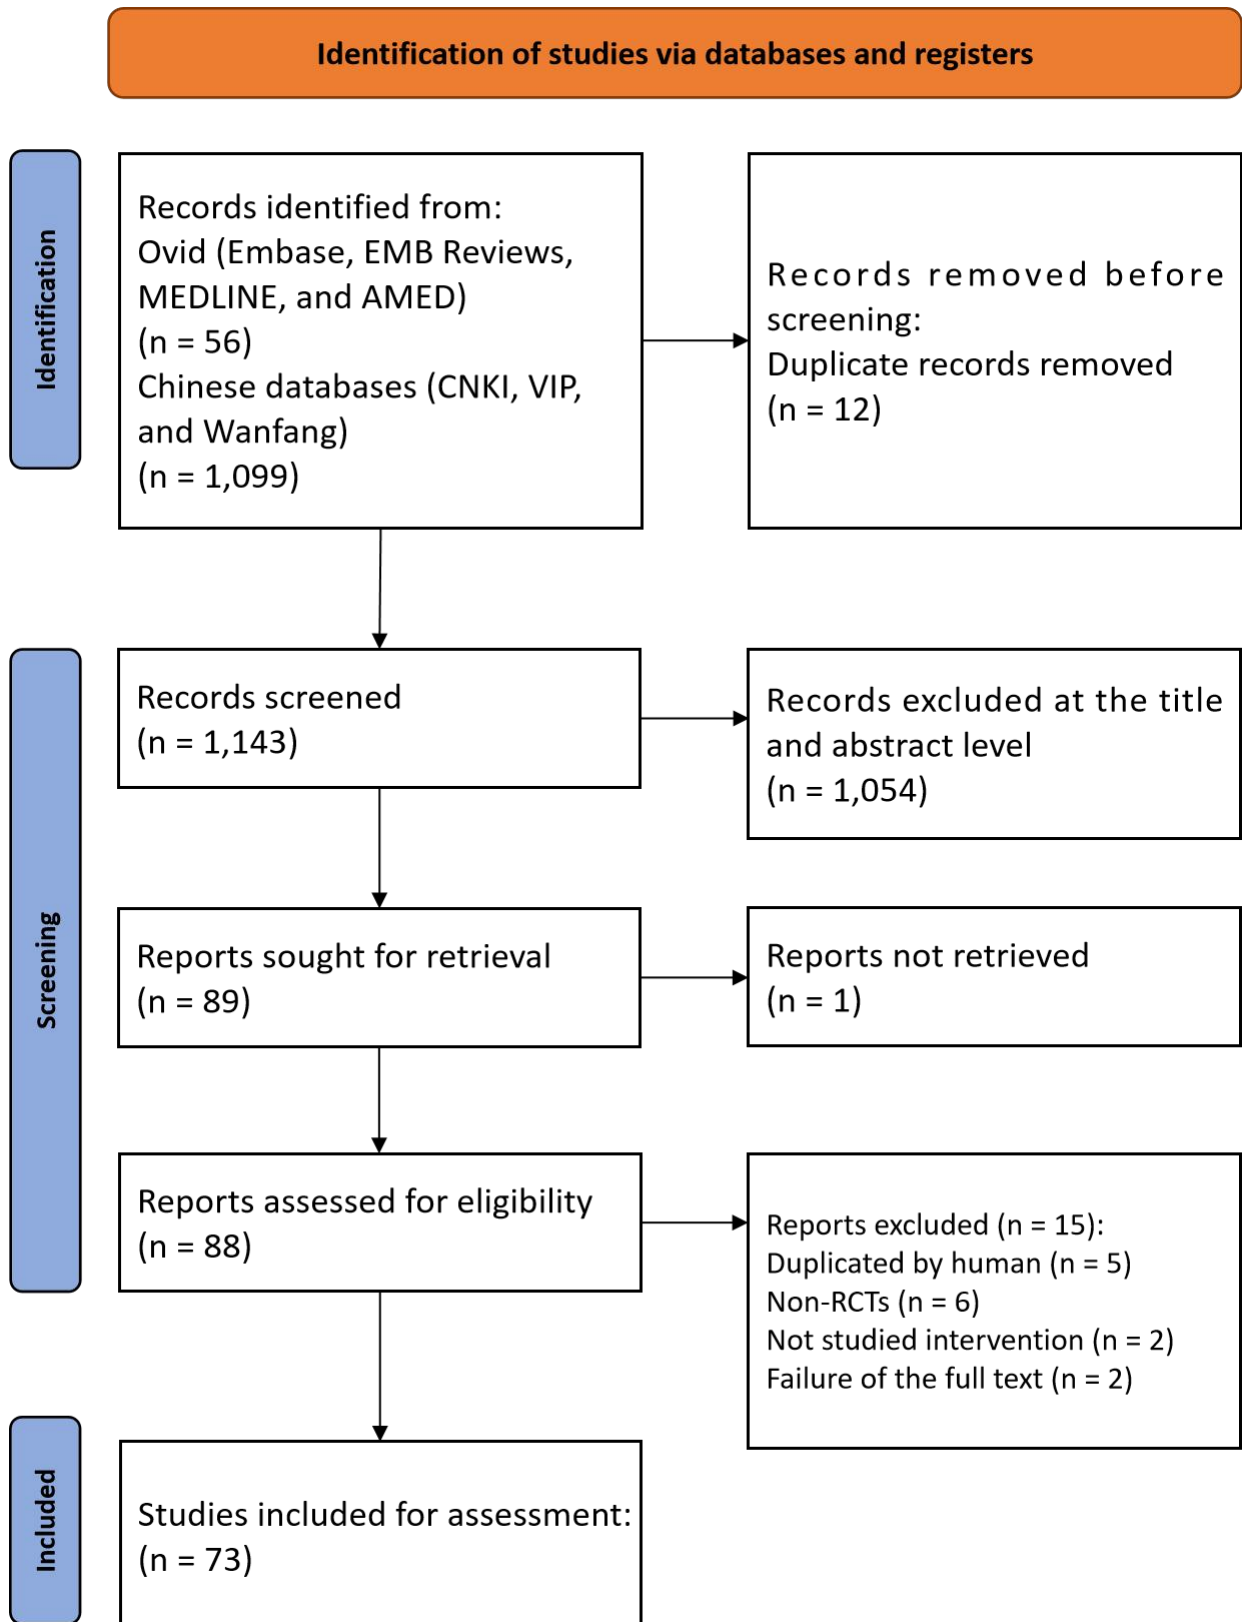 Identification of studies via databases and registers
Identification
Records identified from:
Ovid (Embase, EMB Reviews,
MEDLINE, and AMED)
(n = 56)
Chinese databases (CNKI, VIP,
and Wanfang)
(n = 1,099)
Records removed before
screening:
Duplicate records removed
(n = 12)
Screening
Records screened
(n = 1,143)
Records excluded at the title
and abstract level
(n = 1,054)
Reports sought for retrieval
(n = 89)
Reports not retrieved
(n = 1)
Reports assessed for eligibility
(n = 88)
Reports excluded (n = 15):
Duplicated by human (n = 5)
Non-RCTs (n = 6)
Not studied intervention (n = 2)
Failure of the full text (n = 2)
Included
Studies included for assessment:
(n = 73)